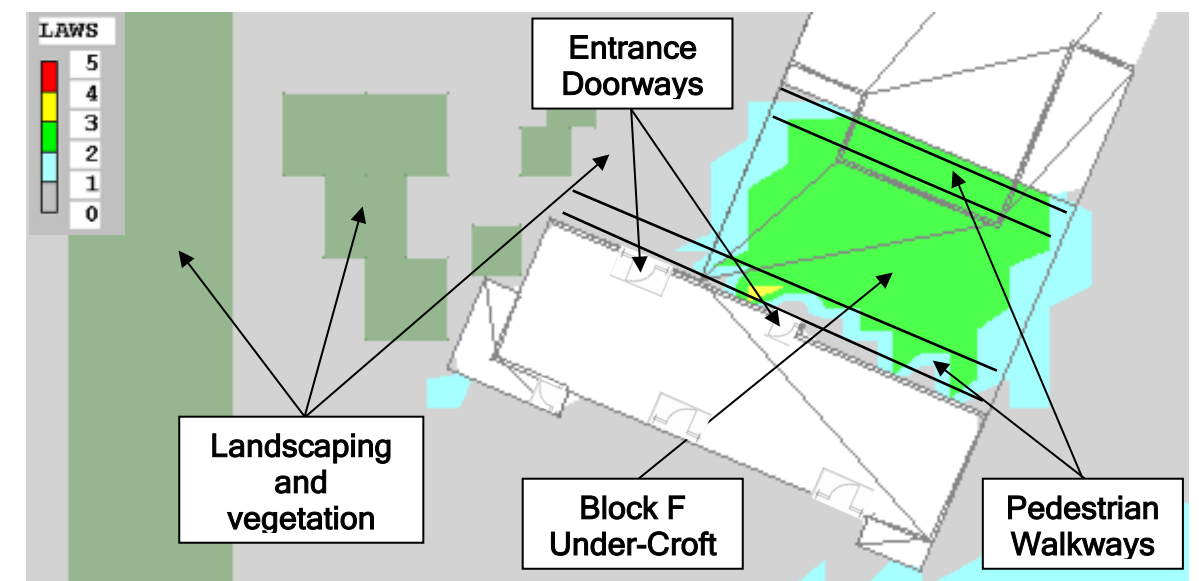 LAWS
5
4
3
2
1
0
Entrance
Doorways
Landscaping
and
vegetation
Block F
Under-Croft
Pedestrian
Walkways